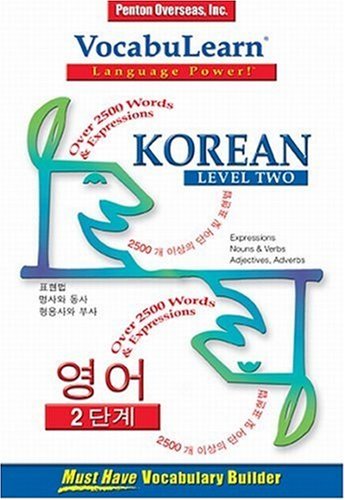 Penton Overseas, Inc.
VocabuLearn®
Language Power!™
Over 2500 Words
& Expressions
KOREAN
LEVEL TWO
2500 개 이상의 단어 및 표현법
Expressions
Nouns & Verbs
Adjectives, Adverbs
표현법
명사와 동사
형용사와 부사
Over 2500 Words
& Expressions
영어
2 단계
2500 개 이상의 단어 및 표현법
Must Have Vocabulary Builder